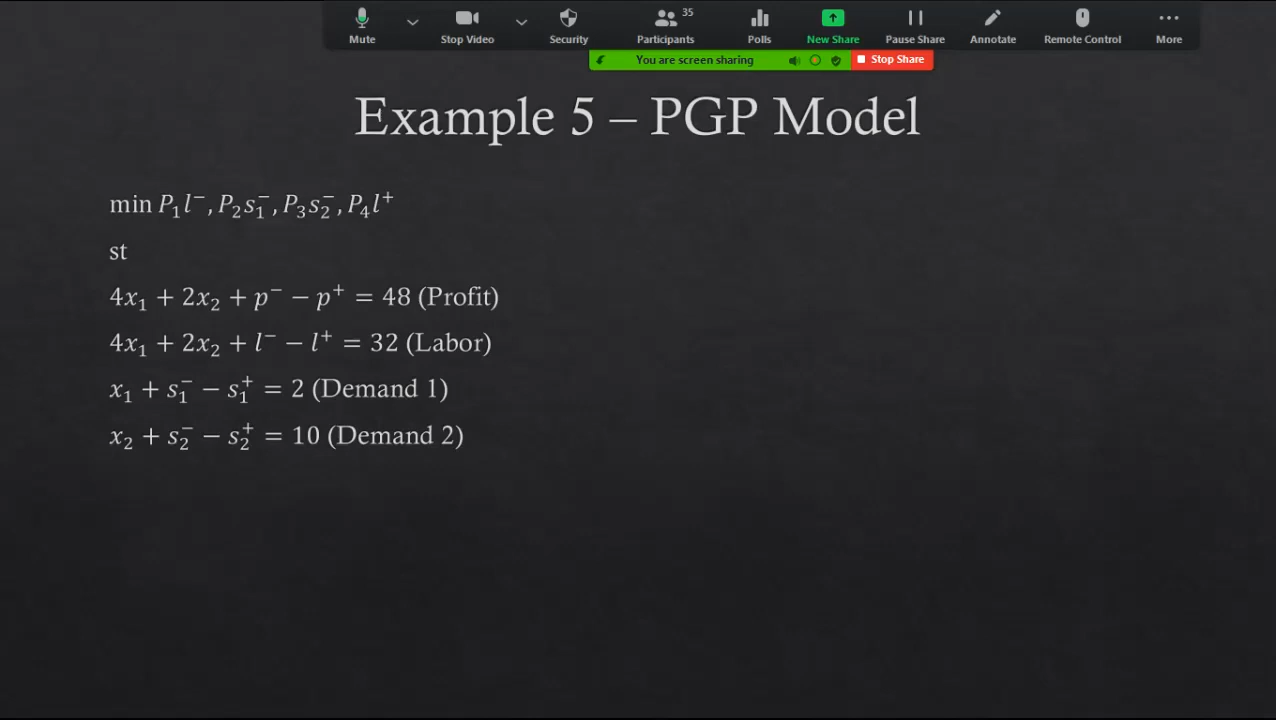 35
Mute
Stop Video
Security
Participants
Polls
New Share
Pause Share
Annotate
Remote Control
More
You are screen sharing
Stop Share
Example 5 – PGP Model
min P₁l⁻, P₂s₁⁻, P₃s₂⁻, P₄l⁺
st
4x₁ + 2x₂ + p⁻ − p⁺ = 48 (Profit)
4x₁ + 2x₂ + l⁻ − l⁺ = 32 (Labor)
x₁ + s₁⁻ − s₁⁺ = 2 (Demand 1)
x₂ + s₂⁻ − s₂⁺ = 10 (Demand 2)